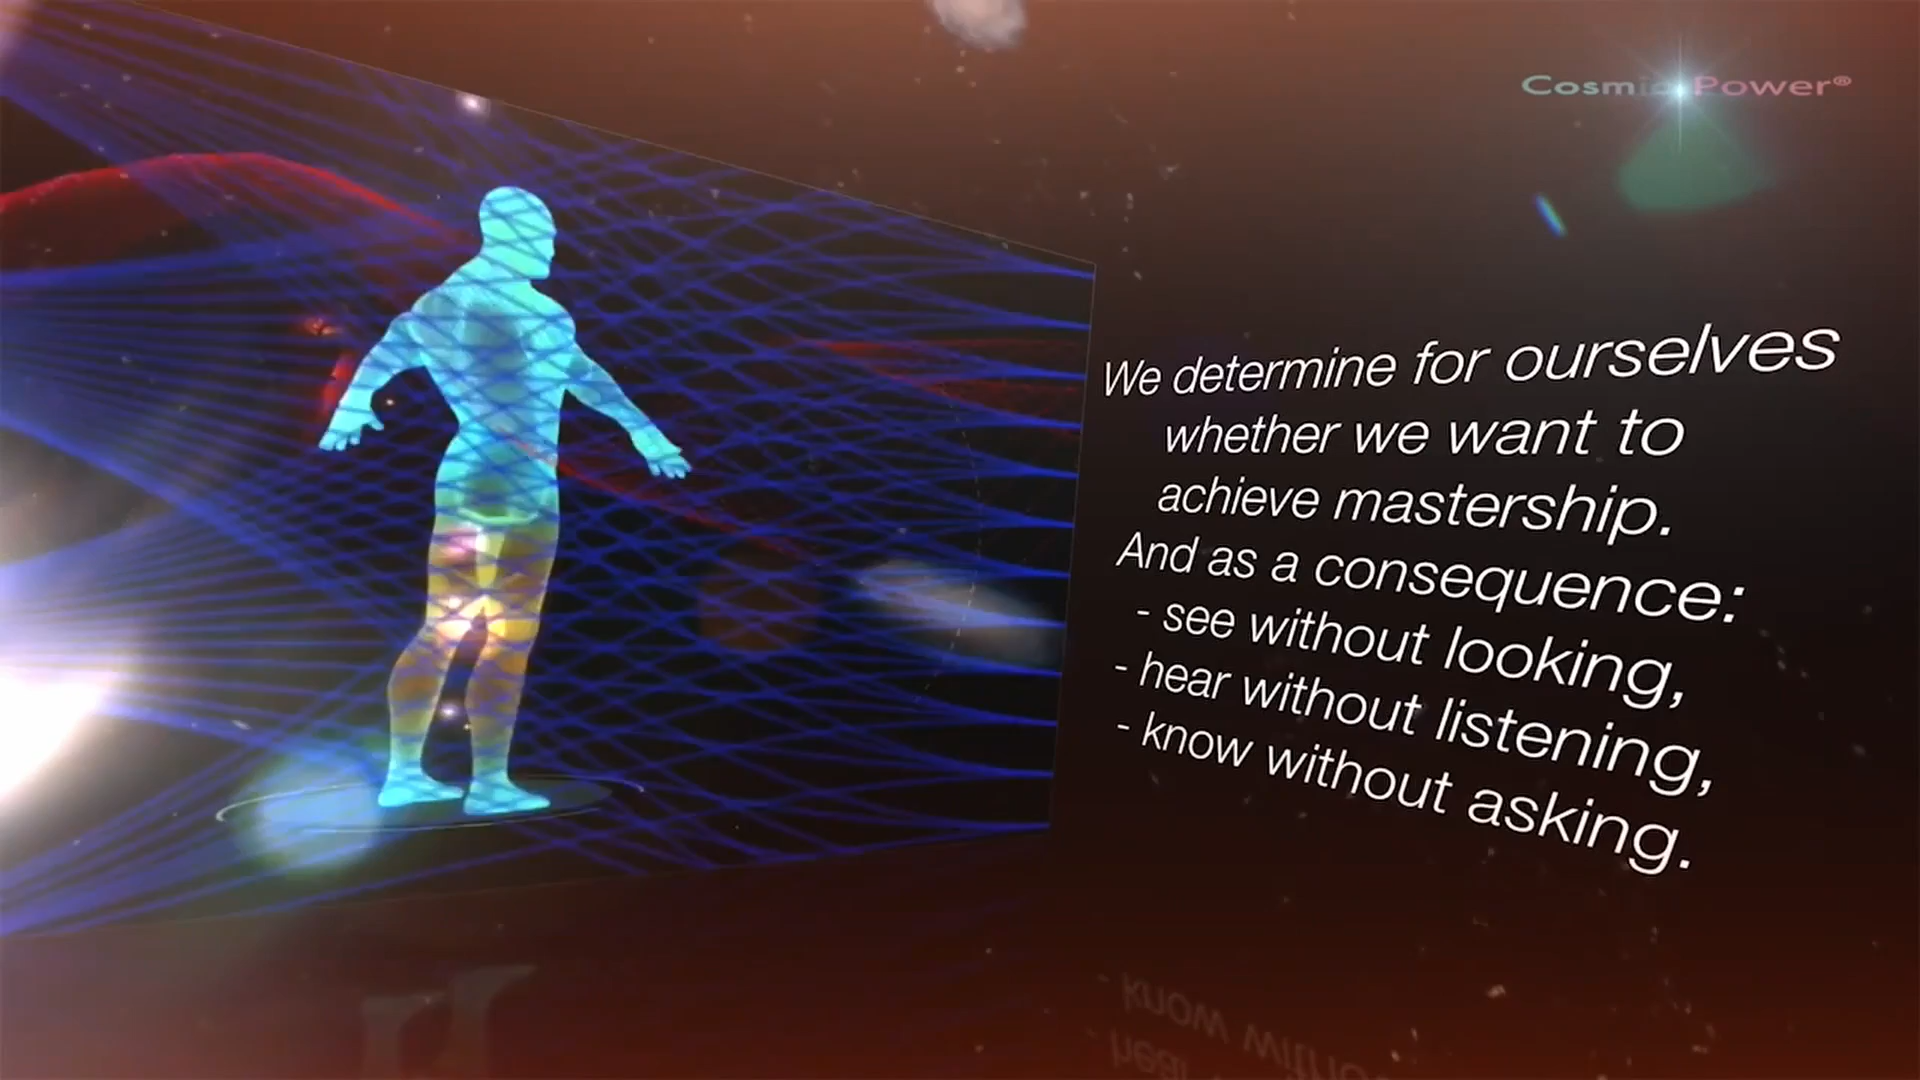 Cosmic Power®
We determine for ourselves
whether we want to
achieve mastership.
And as a consequence:
- see without looking,
- hear without listening,
- know without asking.